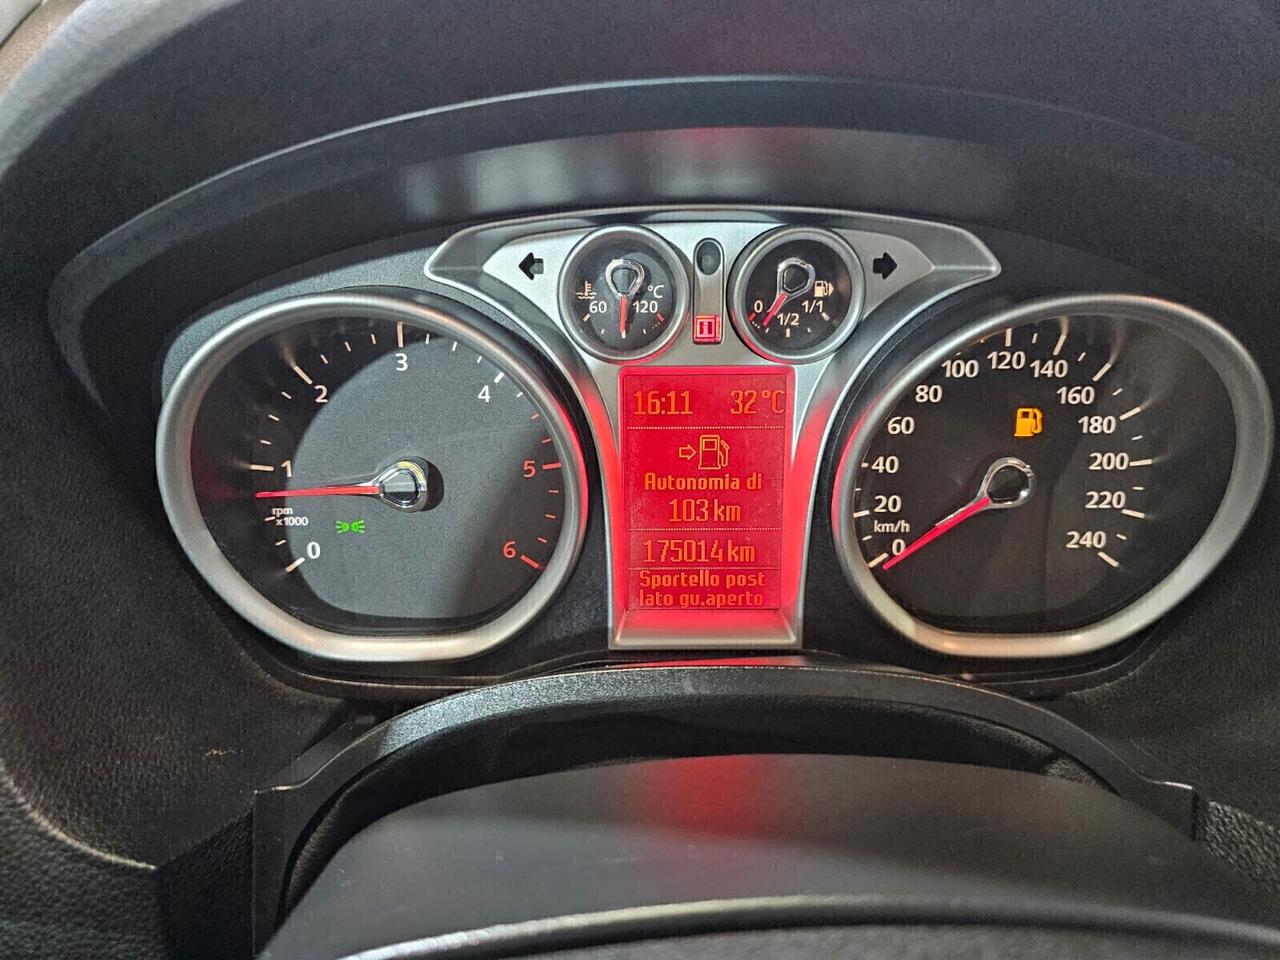 60 °C 120
0 1/2 1/1
16:11 32°C
Autonomia di
103 km
175014 km
Sportello post
lato gu.aperto
0 1 2 3 4 5 6
rpm
x1000
0 20 40 60 80 100 120 140 160 180 200 220 240
km/h